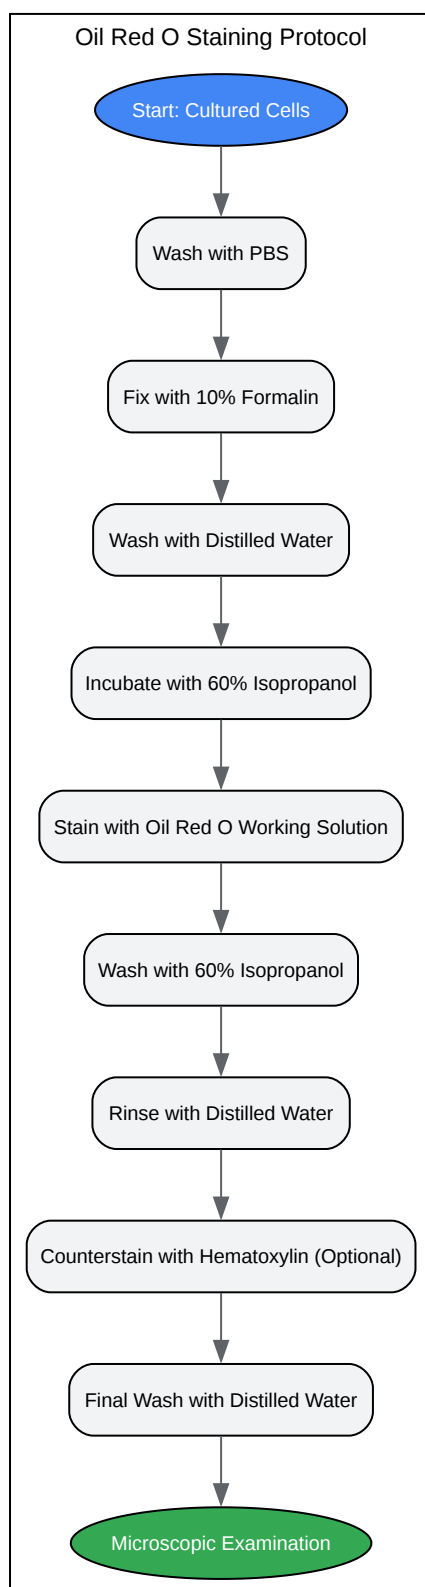 Oil Red O Staining Protocol
Start: Cultured Cells
Wash with PBS
Fix with 10% Formalin
Wash with Distilled Water
Incubate with 60% Isopropanol
Stain with Oil Red O Working Solution
Wash with 60% Isopropanol
Rinse with Distilled Water
Counterstain with Hematoxylin (Optional)
Final Wash with Distilled Water
Microscopic Examination